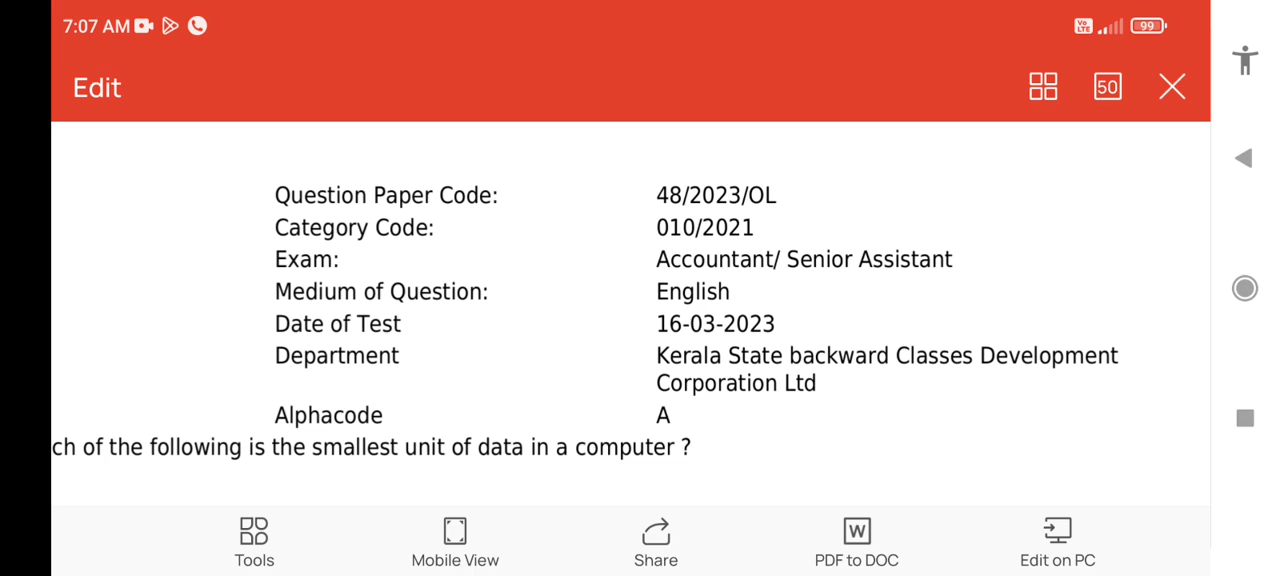 7:07 AM
Vo LTE 99
Edit
50
Question Paper Code: 48/2023/OL
Category Code: 010/2021
Exam: Accountant/ Senior Assistant
Medium of Question: English
Date of Test 16-03-2023
Department Kerala State backward Classes Development
Corporation Ltd
Alphacode A
ch of the following is the smallest unit of data in a computer ?
W
Tools Mobile View Share PDF to DOC Edit on PC